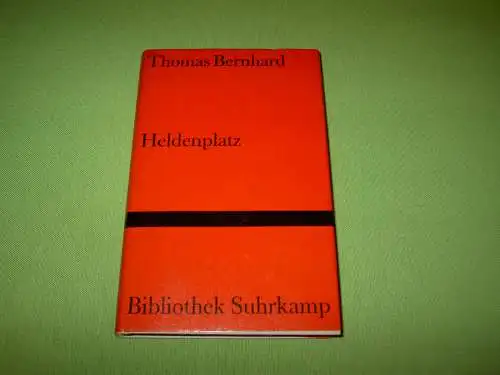 Thomas Bernhard
Heldenplatz
Bibliothek Suhrkamp